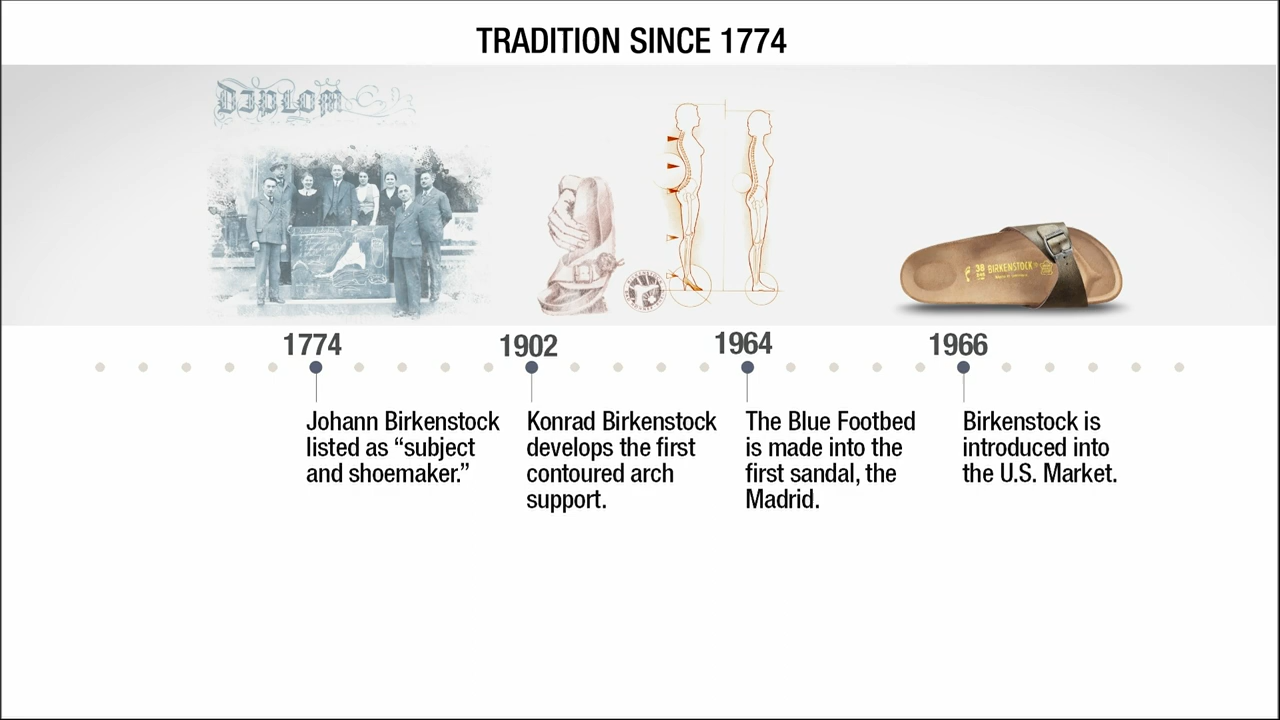 TRADITION SINCE 1774
Diplom
38
BIRKENSTOCK
1774
1902
1964
1966
Johann Birkenstock
listed as “subject
and shoemaker.”
Konrad Birkenstock
develops the first
contoured arch
support.
The Blue Footbed
is made into the
first sandal, the
Madrid.
Birkenstock is
introduced into
the U.S. Market.